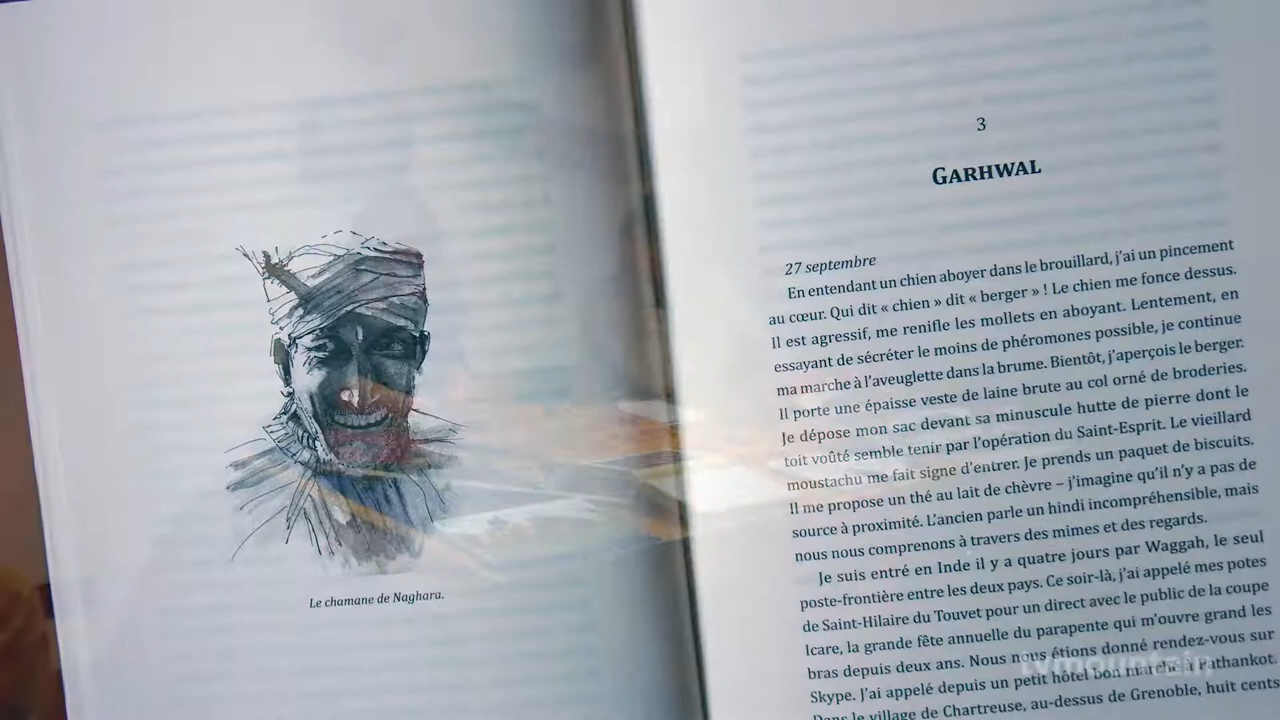 Le chamane de Naghara.
3
GARHWAL
27 septembre
En entendant un chien aboyer dans le brouillard, j'ai un pincement
au cœur. Qui dit « chien » dit « berger » ! Le chien me fonce dessus.
Il est agressif, me renifle les mollets en aboyant. Lentement, en
essayant de sécréter le moins de phéromones possible, je continue
ma marche à l'aveuglette dans la brume. Bientôt, j'aperçois le berger.
Il porte une épaisse veste de laine brute au col orné de broderies.
Je dépose mon sac devant sa minuscule hutte de pierre dont le
toit voûté semble tenir par l'opération du Saint-Esprit. Le vieillard
moustachu me fait signe d'entrer. Je prends un paquet de biscuits.
Il me propose un thé au lait de chèvre – j'imagine qu'il n'y a pas de
source à proximité. L'ancien parle un hindi incompréhensible, mais
nous nous comprenons à travers des mimes et des regards.
Je suis entré en Inde il y a quatre jours par Waggah, le seul
poste-frontière entre les deux pays. Ce soir-là, j'ai appelé mes potes
de Saint-Hilaire du Touvet pour un direct avec le public de la coupe
Icare, la grande fête annuelle du parapente qui m'ouvre grand les
bras depuis deux ans. Nous nous étions donné rendez-vous sur
Skype. J'ai appelé depuis un petit hôtel bon marché à Pathankot.
Dans le village de Chartreuse, au-dessus de Grenoble, huit cents
tvmountain